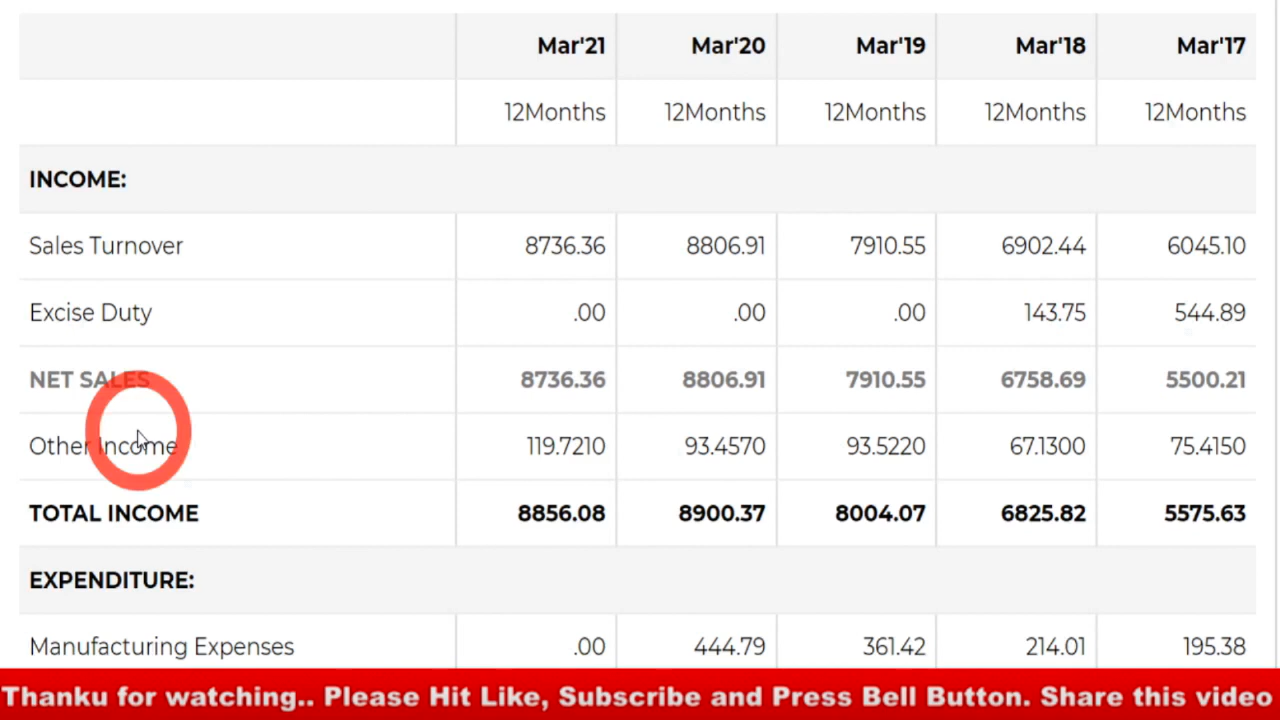 Mar'21 Mar'20 Mar'19 Mar'18 Mar'17
12Months 12Months 12Months 12Months 12Months
INCOME:
Sales Turnover 8736.36 8806.91 7910.55 6902.44 6045.10
Excise Duty .00 .00 .00 143.75 544.89
NET SALES 8736.36 8806.91 7910.55 6758.69 5500.21
Other Income 119.7210 93.4570 93.5220 67.1300 75.4150
TOTAL INCOME 8856.08 8900.37 8004.07 6825.82 5575.63
EXPENDITURE:
Manufacturing Expenses .00 444.79 361.42 214.01 195.38
Thanku for watching.. Please Hit Like, Subscribe and Press Bell Button. Share this video